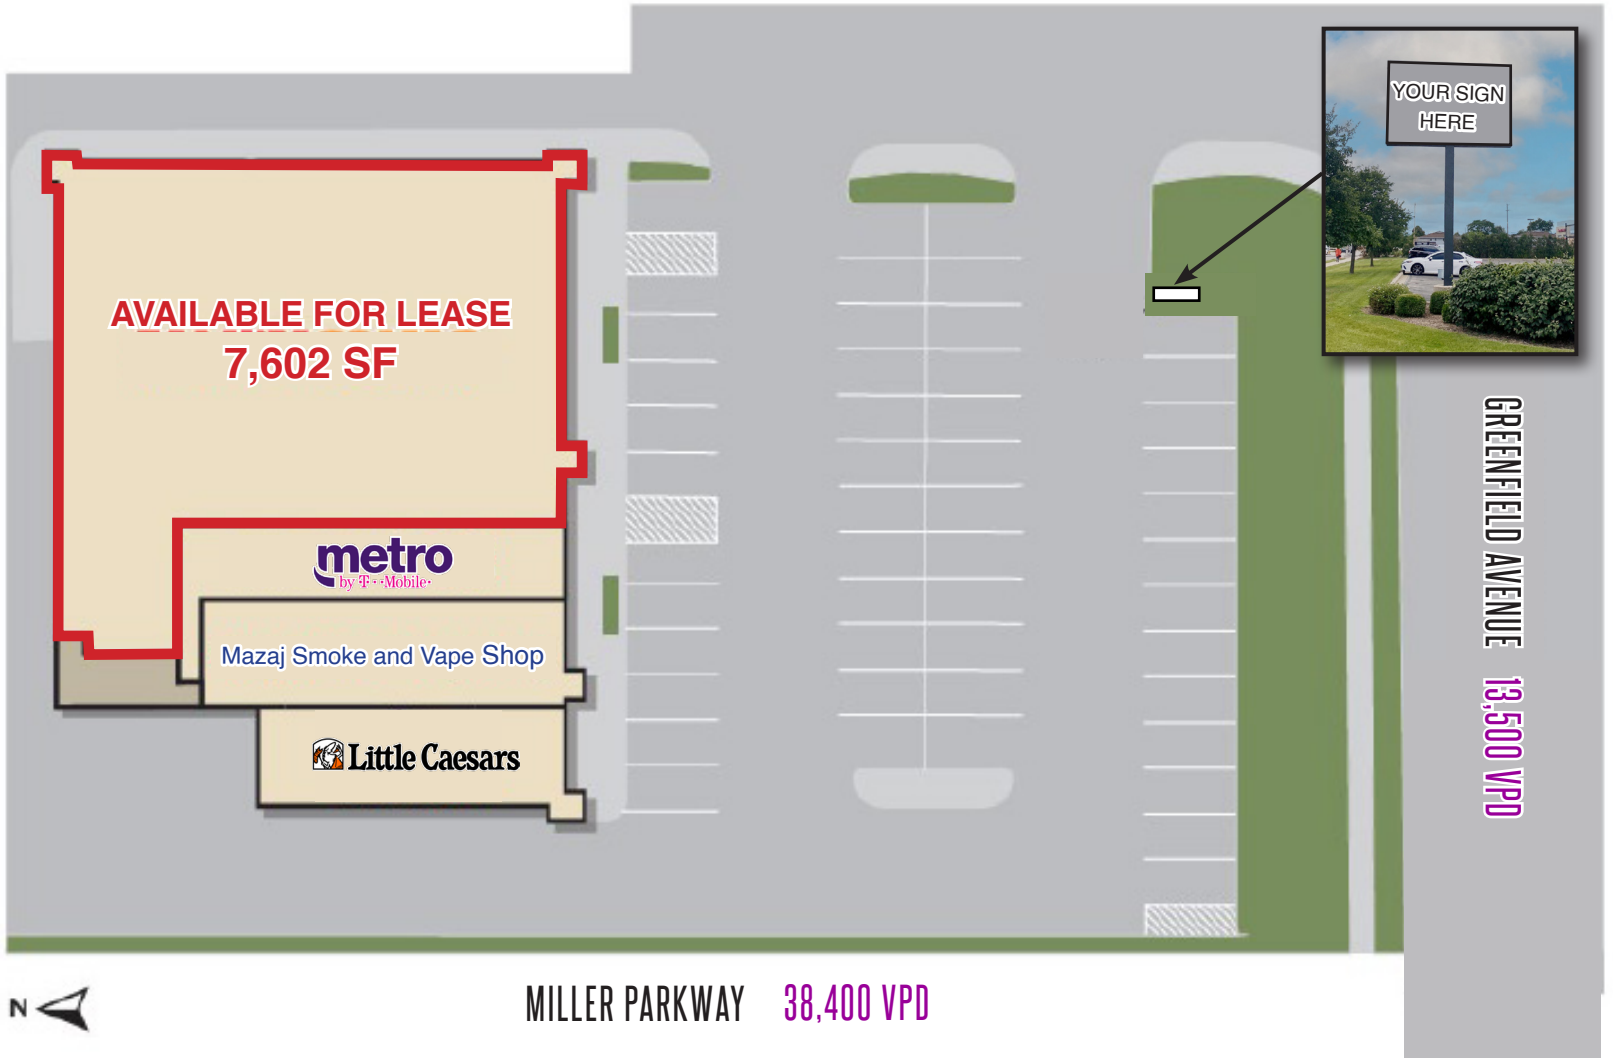 YOUR SIGN
HERE
AVAILABLE FOR LEASE
7,602 SF
metro
by T Mobile
Mazaj Smoke and Vape Shop
Little Caesars
GREENFIELD AVENUE 13,500 VPD
N
MILLER PARKWAY 38,400 VPD